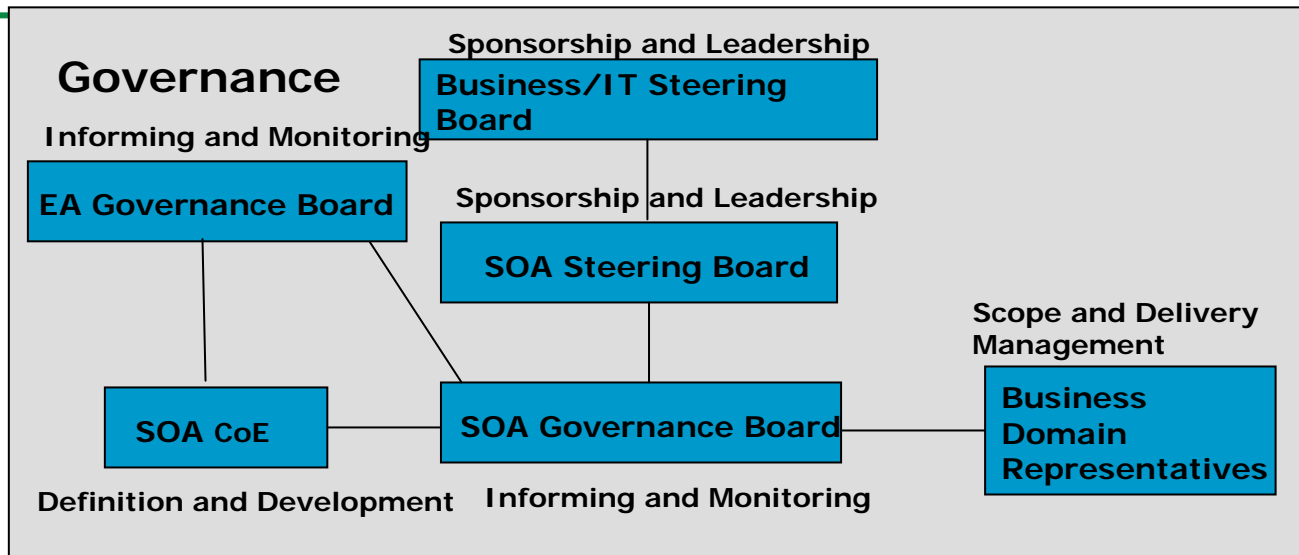 Governance
Sponsorship and Leadership
Business/IT Steering
Board
Informing and Monitoring
EA Governance Board
Sponsorship and Leadership
SOA Steering Board
Scope and Delivery
Management
Business
Domain
Representatives
SOA CoE
SOA Governance Board
Definition and Development
Informing and Monitoring